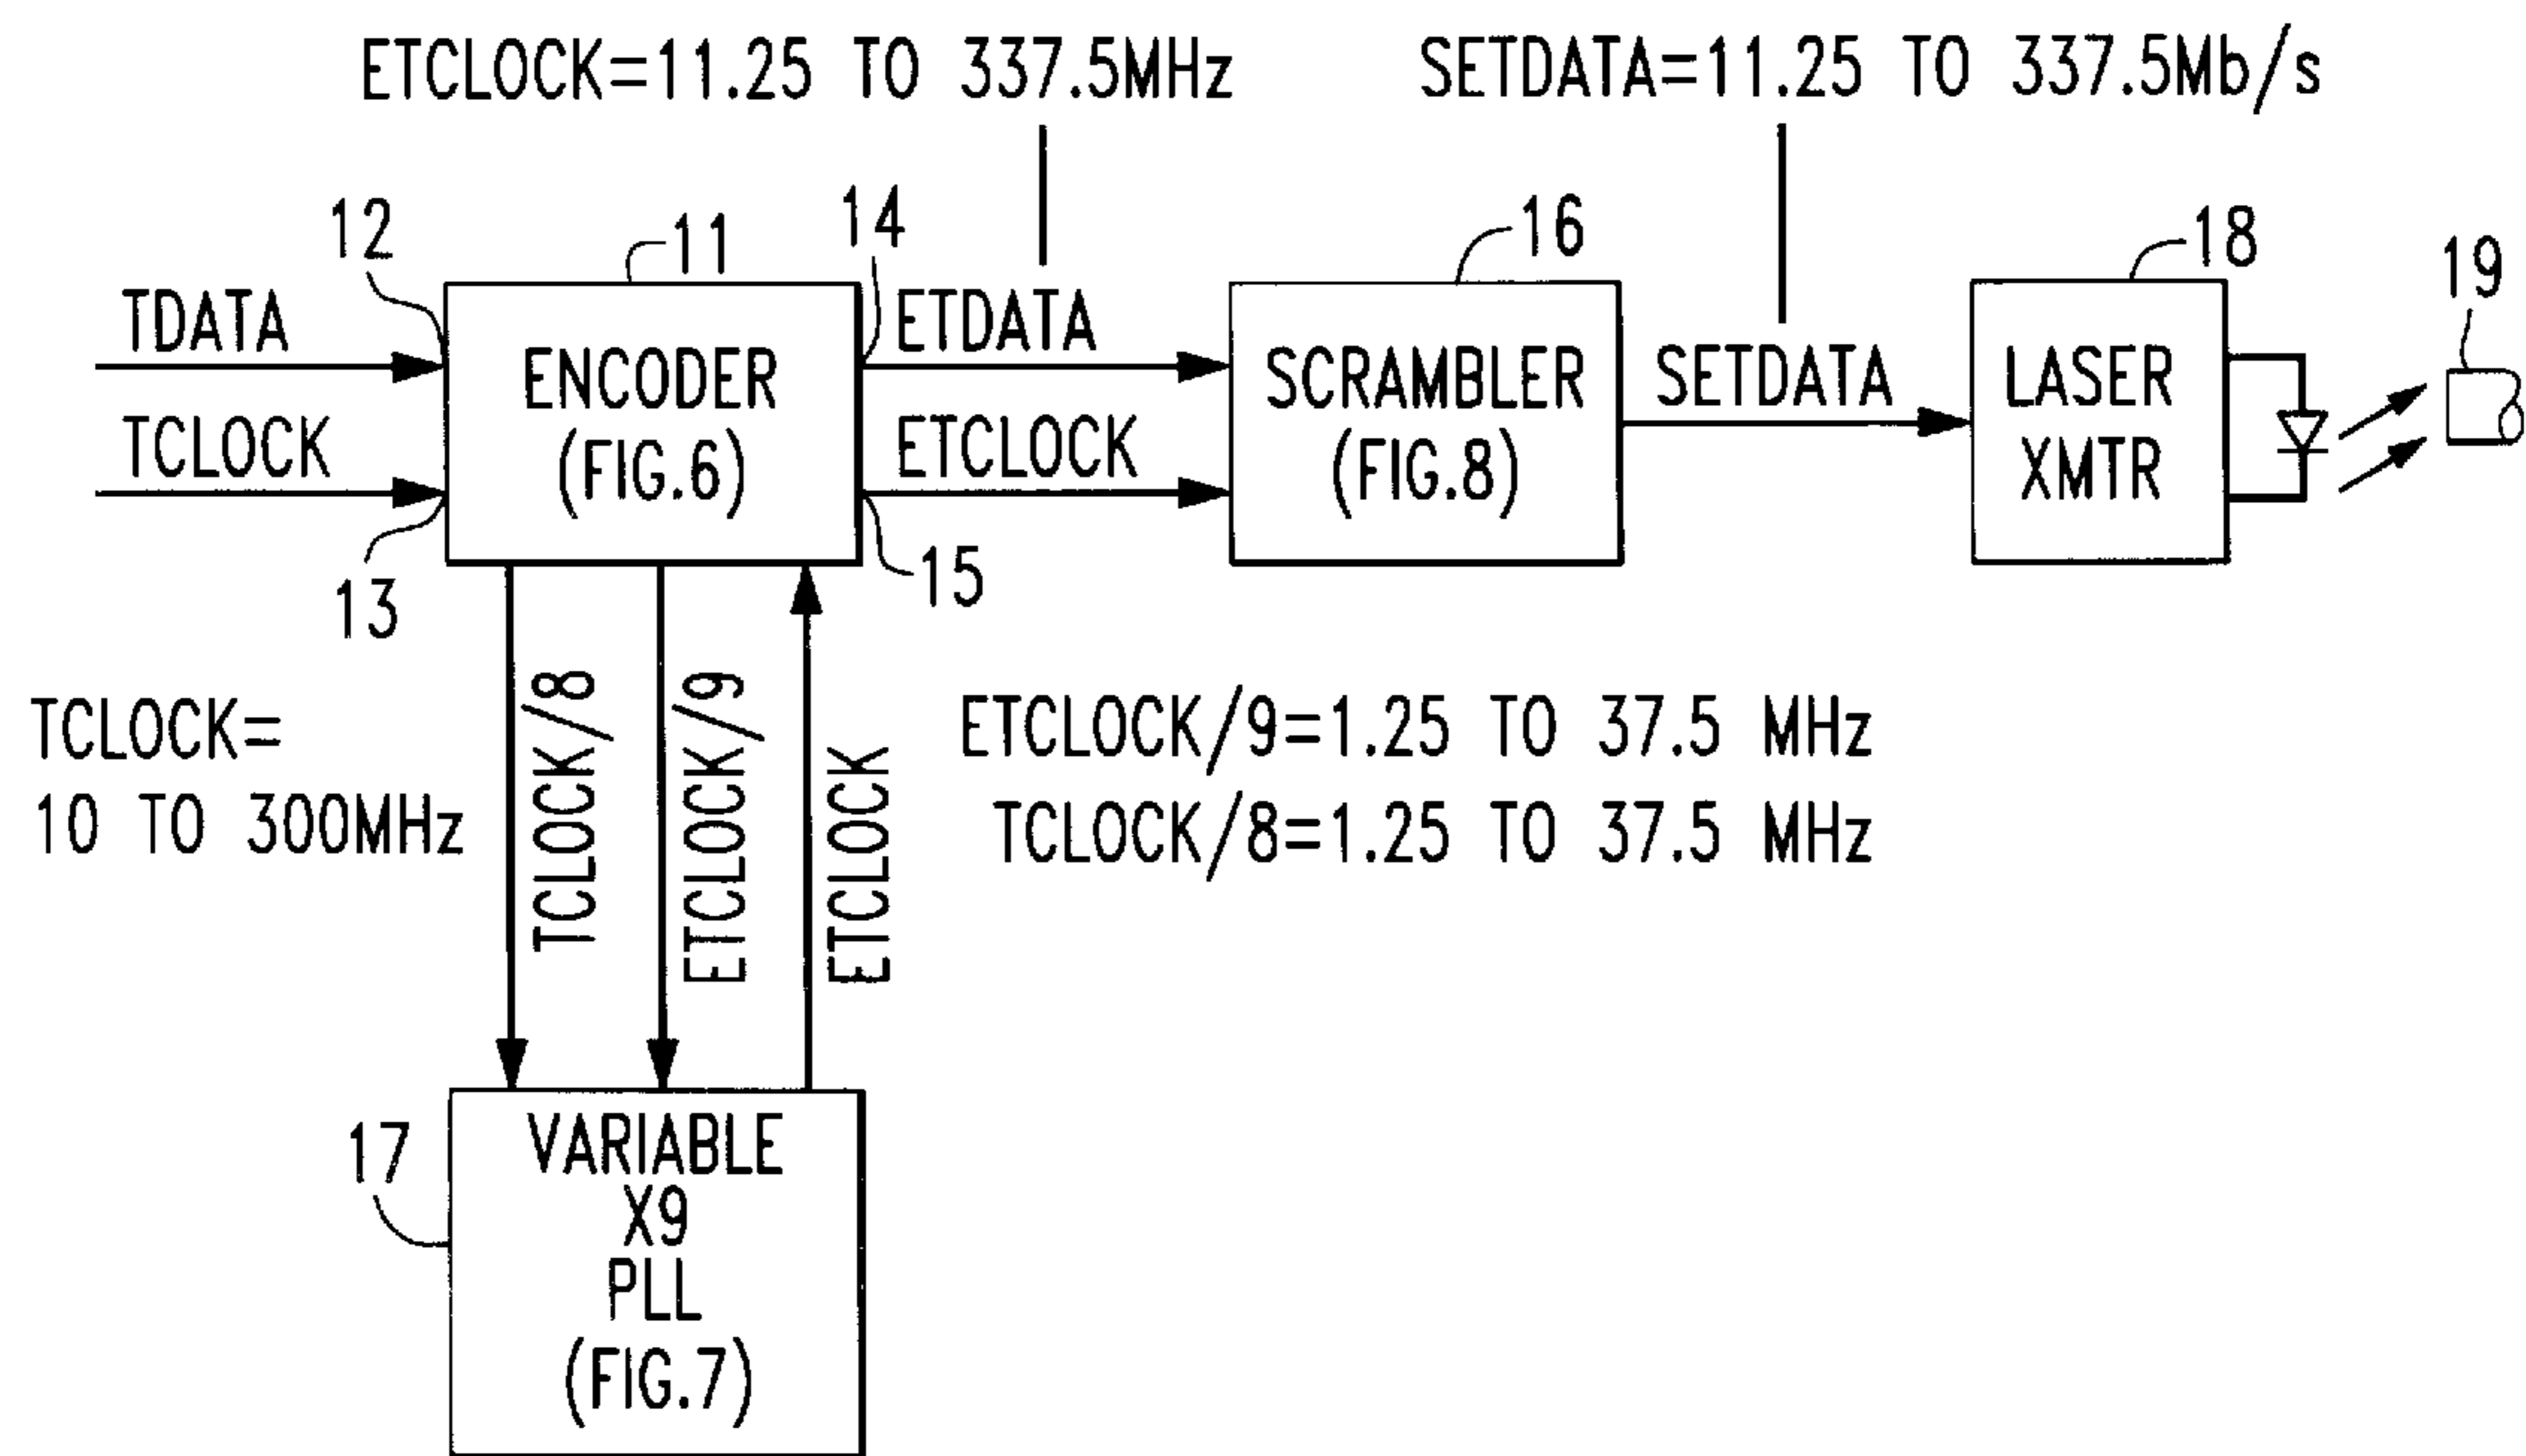 ETCLOCK=11.25 TO 337.5MHz
SETDATA=11.25 TO 337.5Mb/s
12
11
14
16
18
19
TDATA
TCLOCK
13
ENCODER
(FIG.6)
ETDATA
ETCLOCK
15
SCRAMBLER
(FIG.8)
SETDATA
LASER
XMTR
TCLOCK=
10 TO 300MHz
TCLOCK/8
ETCLOCK/9
ETCLOCK
ETCLOCK/9=1.25 TO 37.5 MHz
TCLOCK/8=1.25 TO 37.5 MHz
17
VARIABLE
X9
PLL
(FIG.7)